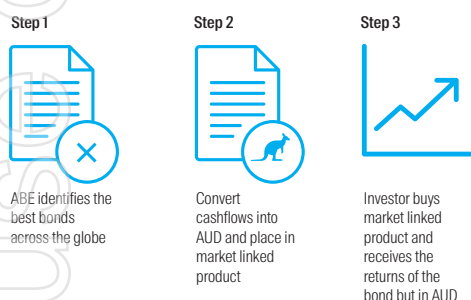 Step 1
Step 2
Step 3
ABE identifies the
best bonds
across the globe
Convert
cashflows into
AUD and place in
market linked
product
Investor buys
market linked
product and
receives the
returns of the
bond but in AUD